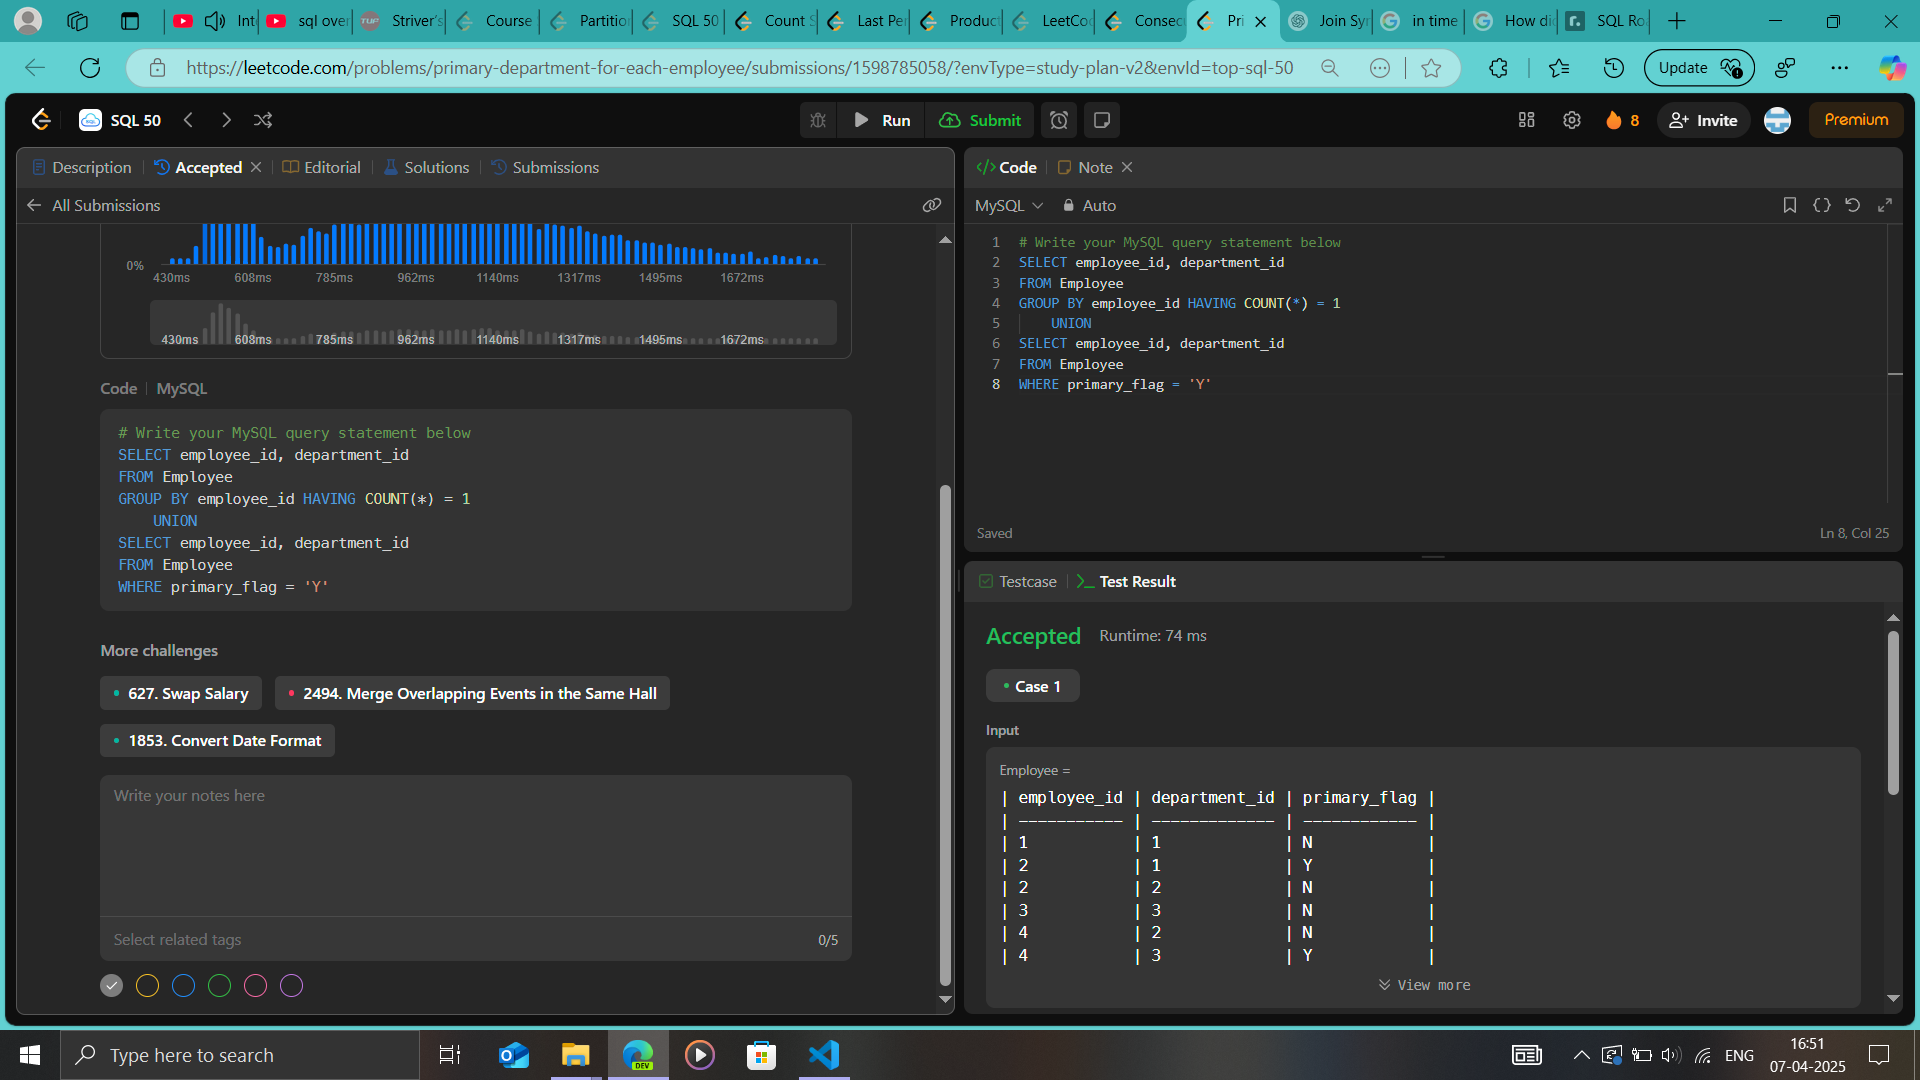 Int
sql over
TUF
Striver's
Course
Partition
SQL 50
Count S
Last Per
Product
LeetCo
Consec
Pri
Join Syn
in time
How did
SQL Ro
https://leetcode.com/problems/primary-department-for-each-employee/submissions/1598785058/?envType=study-plan-v2&envId=top-sql-50
Update
SQL 50
Run
Submit
8
Invite
Premium
Description
Accepted
Editorial
Solutions
Submissions
All Submissions
0%
430ms 608ms 785ms 962ms 1140ms 1317ms 1495ms 1672ms
430ms 608ms 785ms 962ms 1140ms 1317ms 1495ms 1672ms
Code | MySQL
# Write your MySQL query statement below
SELECT employee_id, department_id
FROM Employee
GROUP BY employee_id HAVING COUNT(*) = 1
UNION
SELECT employee_id, department_id
FROM Employee
WHERE primary_flag = 'Y'
More challenges
627. Swap Salary
2494. Merge Overlapping Events in the Same Hall
1853. Convert Date Format
Write your notes here
Select related tags
0/5
</> Code
Note
MySQL
Auto
1 # Write your MySQL query statement below
2 SELECT employee_id, department_id
3 FROM Employee
4 GROUP BY employee_id HAVING COUNT(*) = 1
5 UNION
6 SELECT employee_id, department_id
7 FROM Employee
8 WHERE primary_flag = 'Y'
Saved
Ln 8, Col 25
Testcase
Test Result
Accepted
Runtime: 74 ms
Case 1
Input
Employee =
| employee_id | department_id | primary_flag |
| ----------- | ------------- | ------------ |
| 1 | 1 | N |
| 2 | 1 | Y |
| 2 | 2 | N |
| 3 | 3 | N |
| 4 | 2 | N |
| 4 | 3 | Y |
View more
Type here to search
DEV
ENG
16:51
07-04-2025